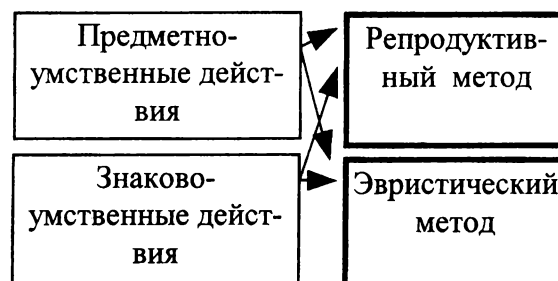 Предметно-
умственные дейст-
вия
Репродуктив-
ный метод
Знаково-
умственные дейст-
вия
Эвристический
метод